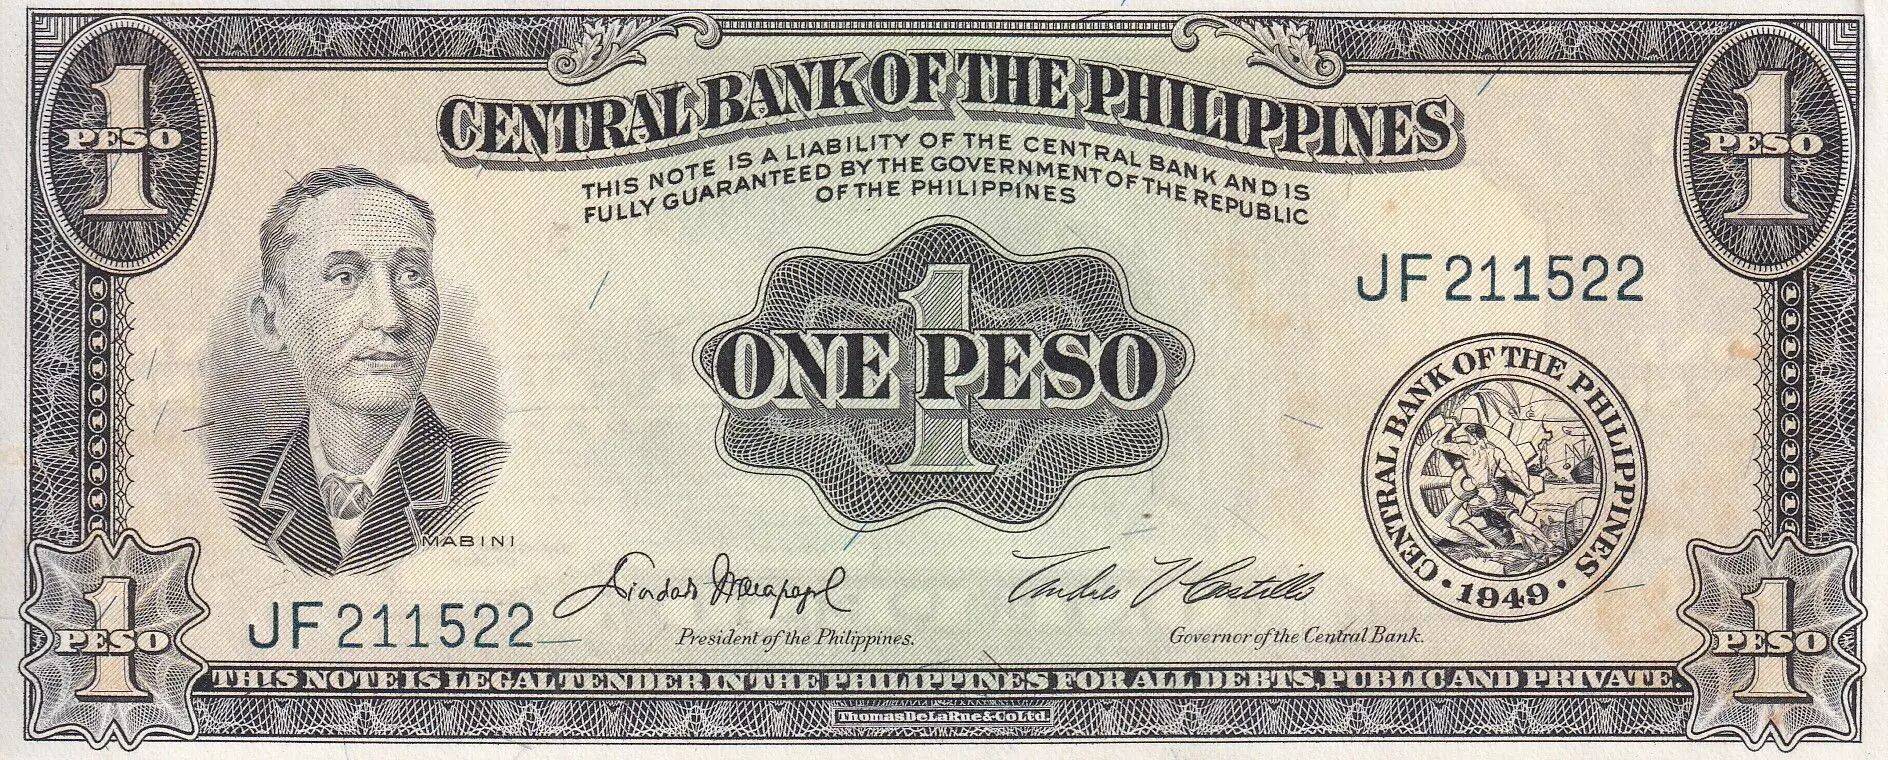 1
PESO
1
PESO
CENTRAL BANK OF THE PHILIPPINES
THIS NOTE IS A LIABILITY OF THE CENTRAL BANK AND IS
FULLY GUARANTEED BY THE GOVERNMENT OF THE REPUBLIC
OF THE PHILIPPINES
JF 211522
1
ONE PESO
CENTRAL BANK OF THE PHILIPPINES
· 1949 ·
MABINI
Diosdado Macapagal
Andres V Castillo
JF 211522
President of the Philippines.
Governor of the Central Bank.
1
PESO
1
PESO
THIS NOTE IS LEGAL TENDER IN THE PHILIPPINES FOR ALL DEBTS, PUBLIC AND PRIVATE.
Thomas De La Rue & Co Ltd